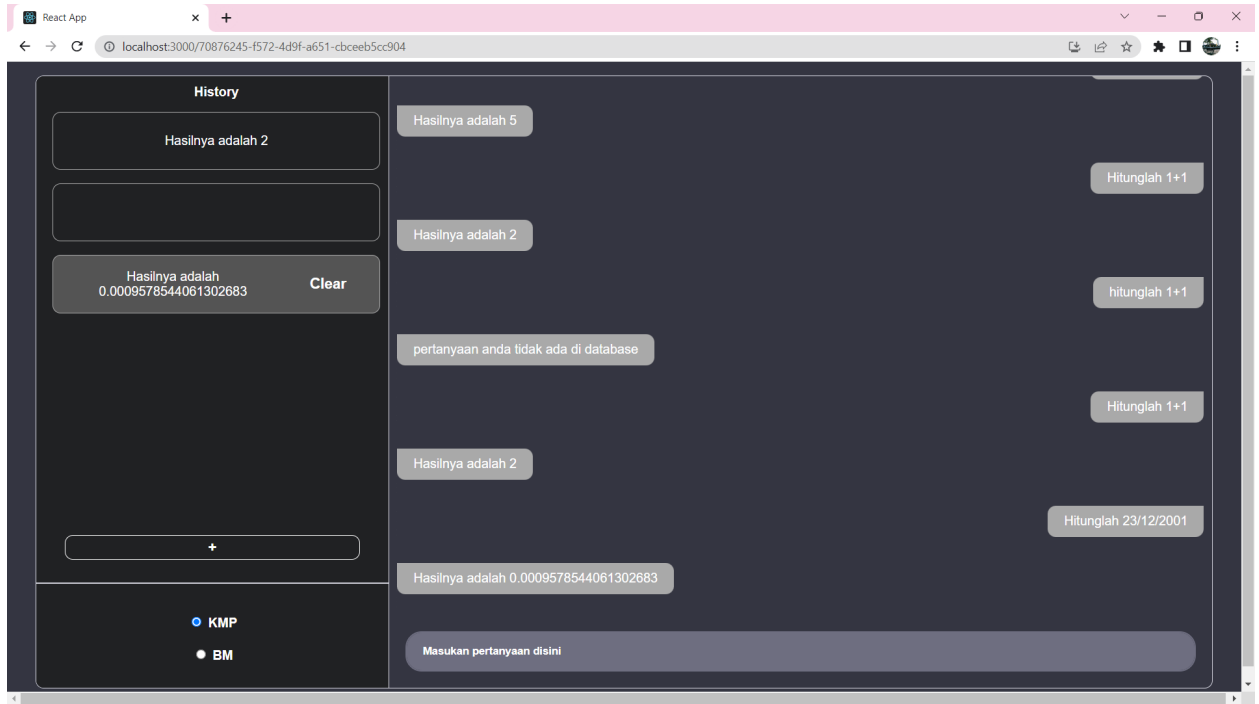 React App
localhost:3000/70876245-f572-4d9f-a651-cbceeb5cc904
History
Hasilnya adalah 2
Hasilnya adalah
0.0009578544061302683
Clear
+
KMP
BM
Hasilnya adalah 5
Hitunglah 1+1
Hasilnya adalah 2
hitunglah 1+1
pertanyaan anda tidak ada di database
Hitunglah 1+1
Hasilnya adalah 2
Hitunglah 23/12/2001
Hasilnya adalah 0.0009578544061302683
Masukan pertanyaan disini